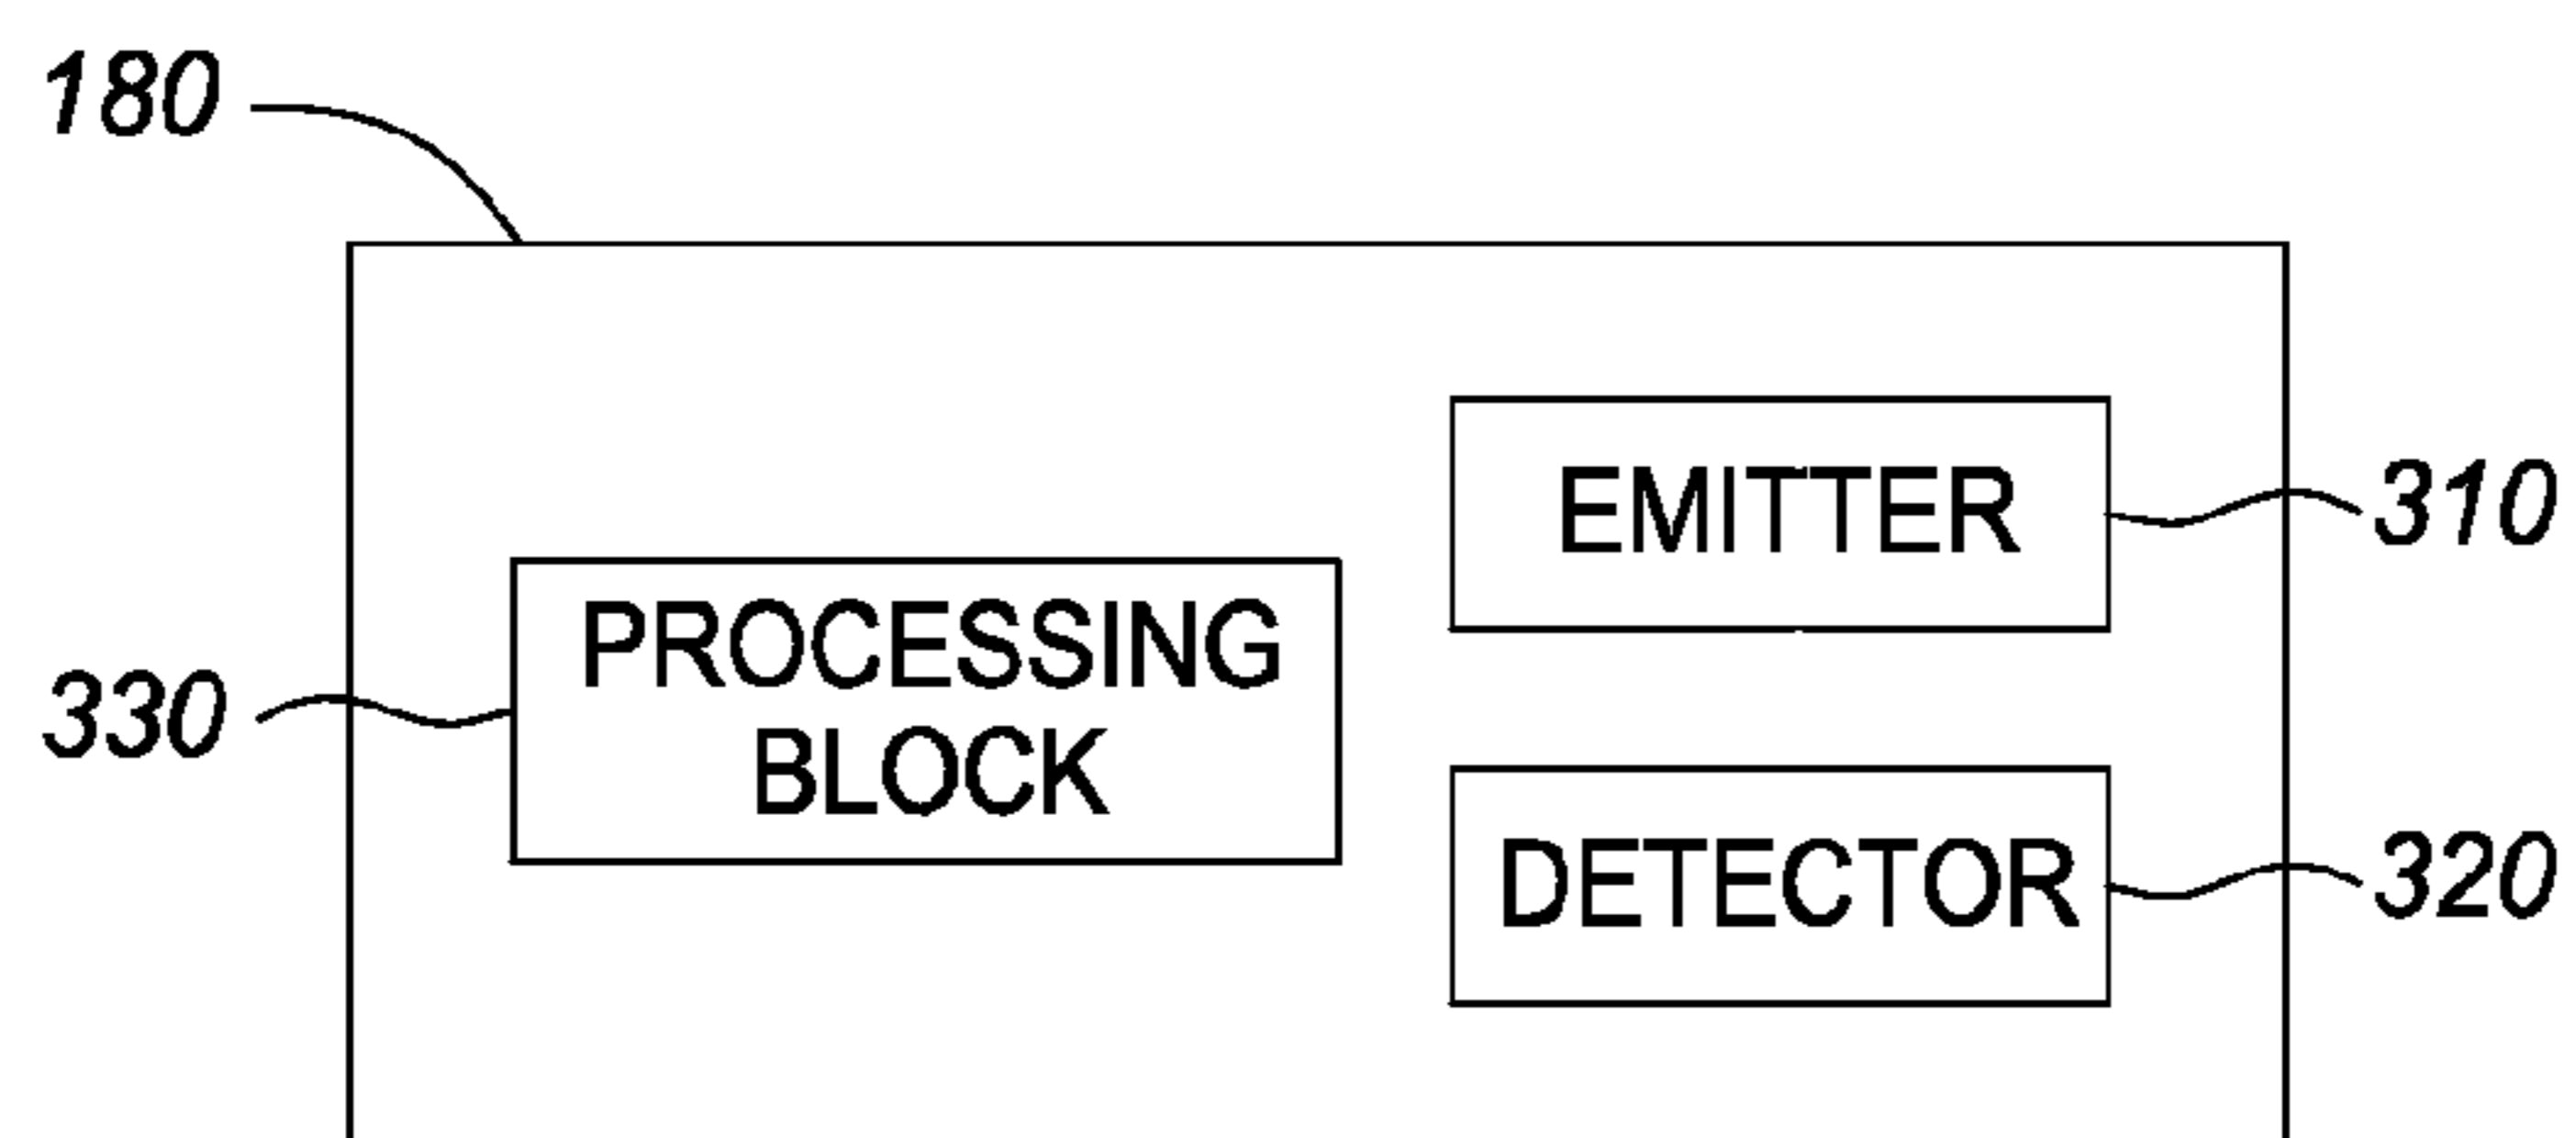 180
EMITTER
310
PROCESSING
BLOCK
330
DETECTOR
320